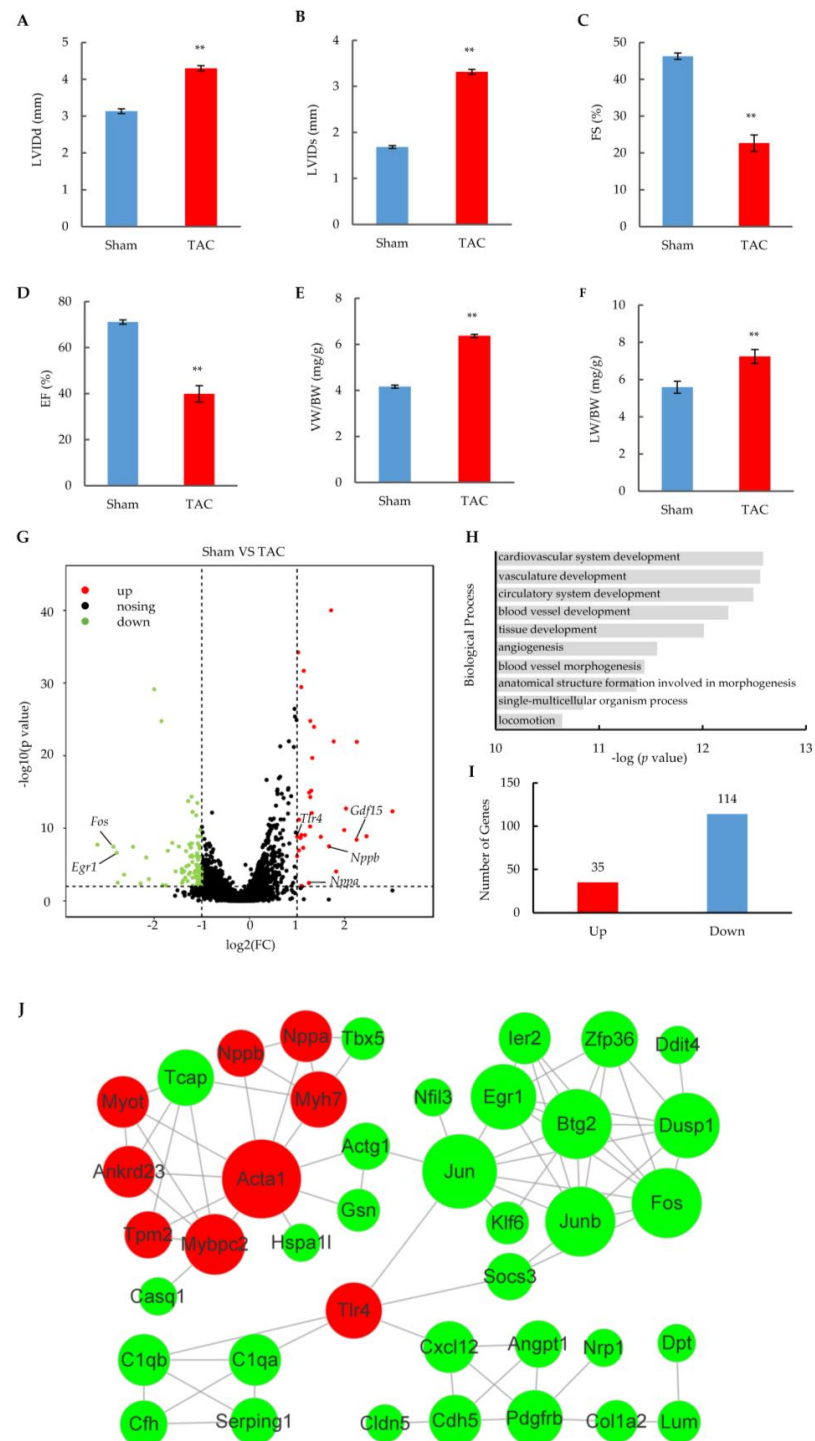 A
5
4
3
2
1
0
LVIDd (mm)
**
Sham
TAC
B
4
3
2
1
0
LVIDs (mm)
**
Sham
TAC
C
50
40
30
20
10
0
FS (%)
**
Sham
TAC
D
80
60
40
20
0
EF (%)
**
Sham
TAC
E
8
6
4
2
0
VW/BW (mg/g)
**
Sham
TAC
F
10
8
6
4
2
0
LW/BW (mg/g)
**
Sham
TAC
G
Sham VS TAC
up
nosing
down
40
30
20
10
0
-log10(p value)
Fos
Egr1
Tlr4
Gdf15
Nppb
Nppa
-2
-1
0
1
2
log2(FC)
H
Biological Process
cardiovascular system development
vasculature development
circulatory system development
blood vessel development
tissue development
angiogenesis
blood vessel morphogenesis
anatomical structure formation involved in morphogenesis
single-multicellular organism process
locomotion
10
11
12
13
-log (p value)
I
150
100
50
0
Number of Genes
35
114
Up
Down
J
Nppa
Nppb
Tbx5
Ier2
Zfp36
Ddit4
Tcap
Myot
Myh7
Nfil3
Egr1
Btg2
Dusp1
Ankrd23
Acta1
Actg1
Jun
Fos
Gsn
Klf6
Junb
Tpm2
Mybpc2
Hspa1l
Casq1
Socs3
Tlr4
C1qb
C1qa
Cxcl12
Angpt1
Nrp1
Dpt
Cfh
Serping1
Cldn5
Cdh5
Pdgfrb
Col1a2
Lum